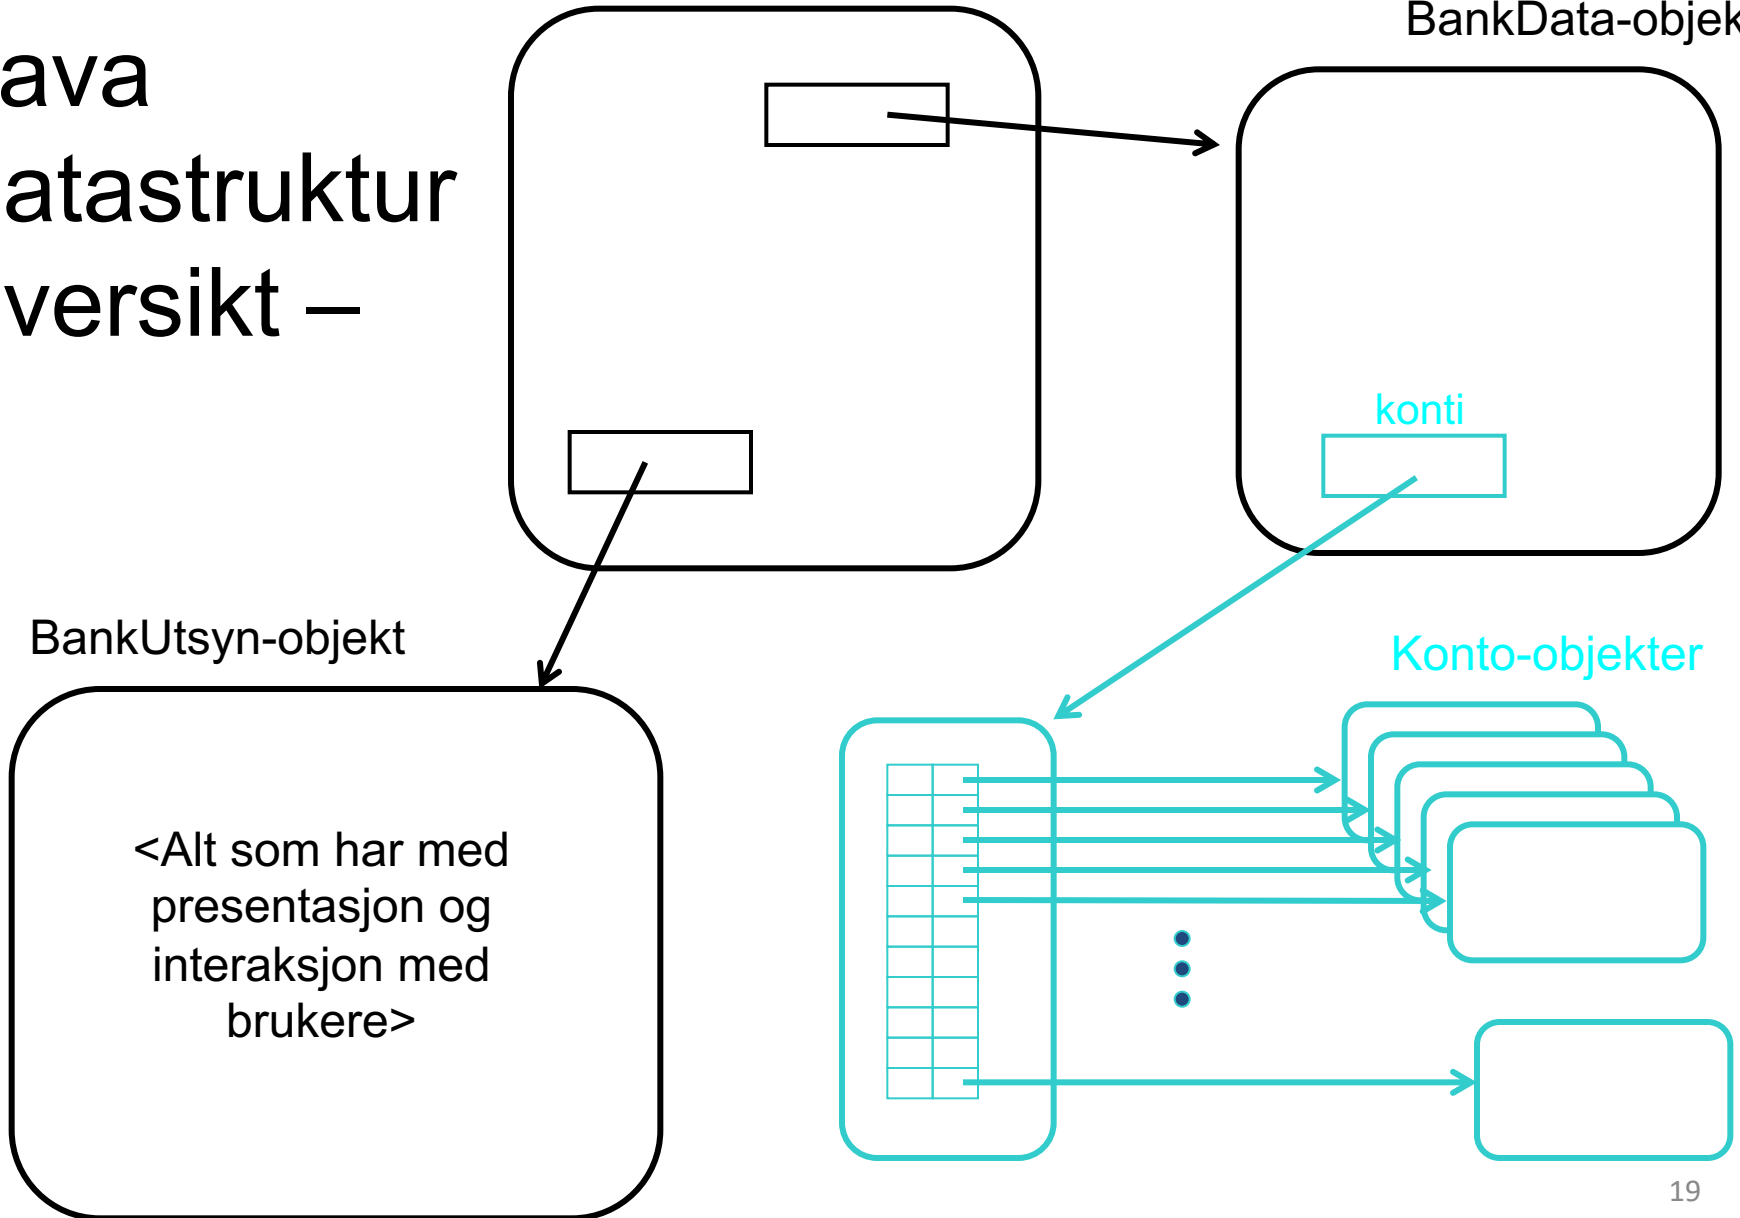 ava
atastruktur
versikt –
BankData-objek
konti
BankUtsyn-objekt
Konto-objekter
<Alt som har med
presentasjon og
interaksjon med
brukere>
19